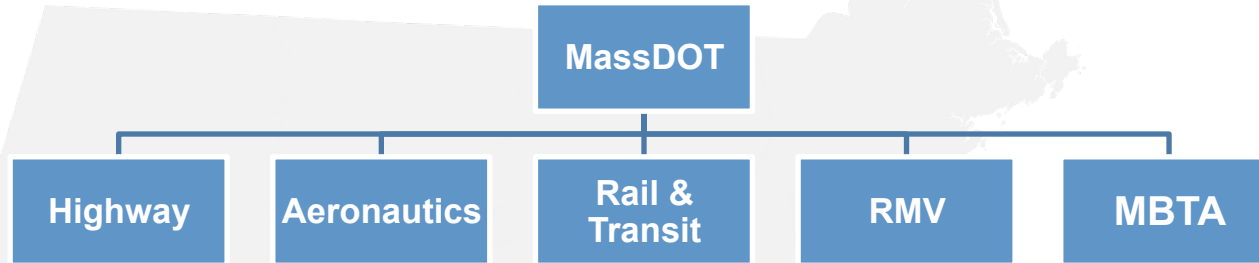 MassDOT
Highway
Aeronautics
Rail &
Transit
RMV
MBTA